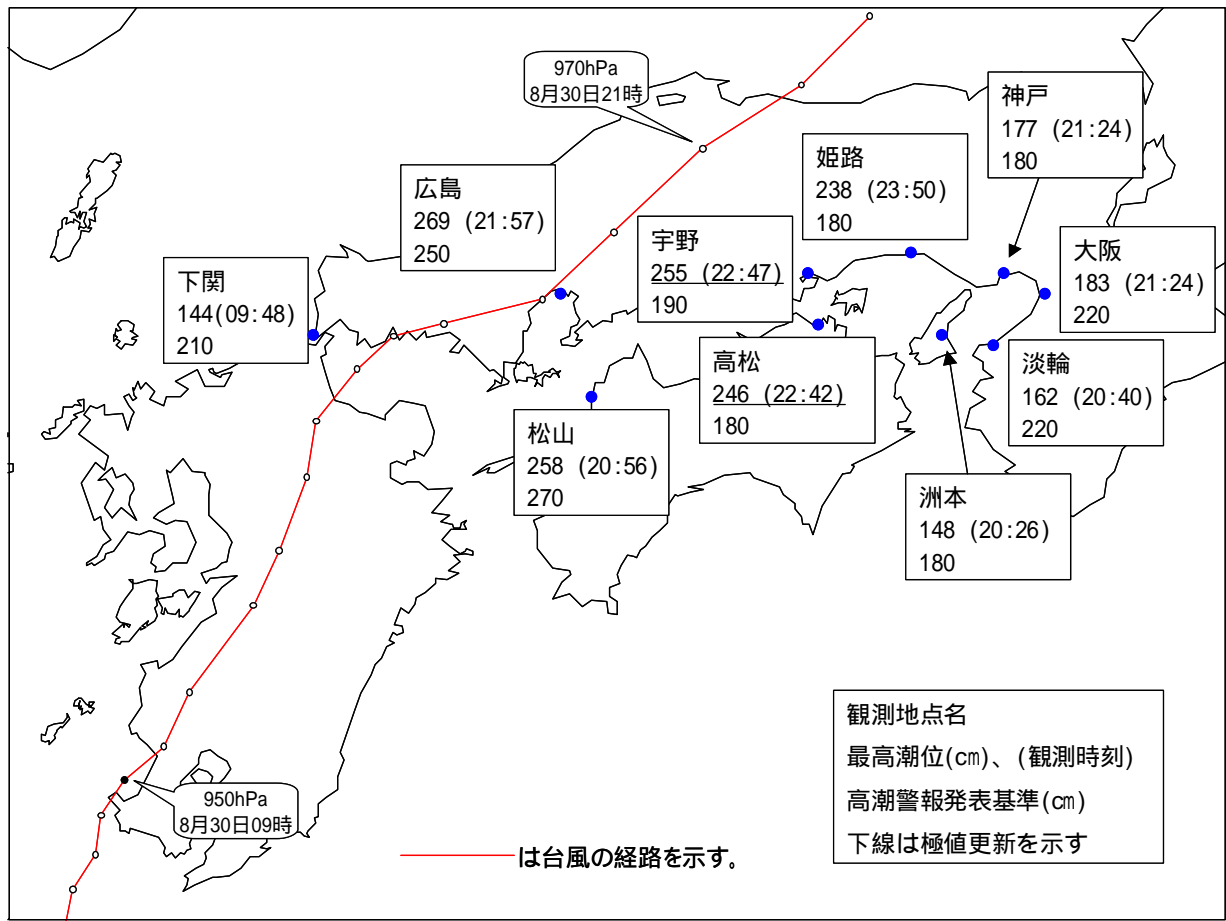 970hPa
8月30日21時
神戸
177 (21:24)
180
姫路
238 (23:50)
180
広島
269 (21:57)
250
宇野
255 (22:47)
190
大阪
183 (21:24)
220
下関
144(09:48)
210
高松
246 (22:42)
180
淡輪
162 (20:40)
220
松山
258 (20:56)
270
洲本
148 (20:26)
180
950hPa
8月30日09時
観測地点名
最高潮位(㎝)、(観測時刻)
高潮警報発表基準(㎝)
下線は極値更新を示す
は台風の経路を示す。